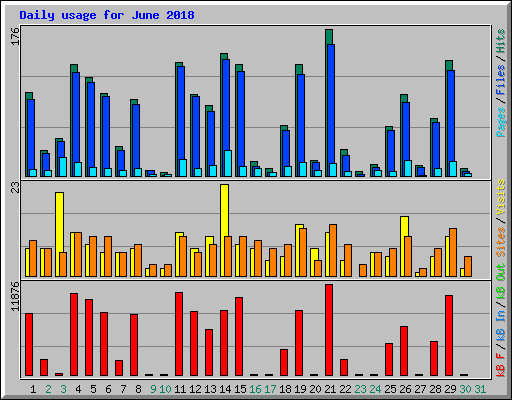 Daily usage for June 2018
176
Pages / Files / Hits
23
Sites / Visits
11876
kB F / kB In / kB Out
1 2 3 4 5 6 7 8 9 10 11 12 13 14 15 16 17 18 19 20 21 22 23 24 25 26 27 28 29 30 31